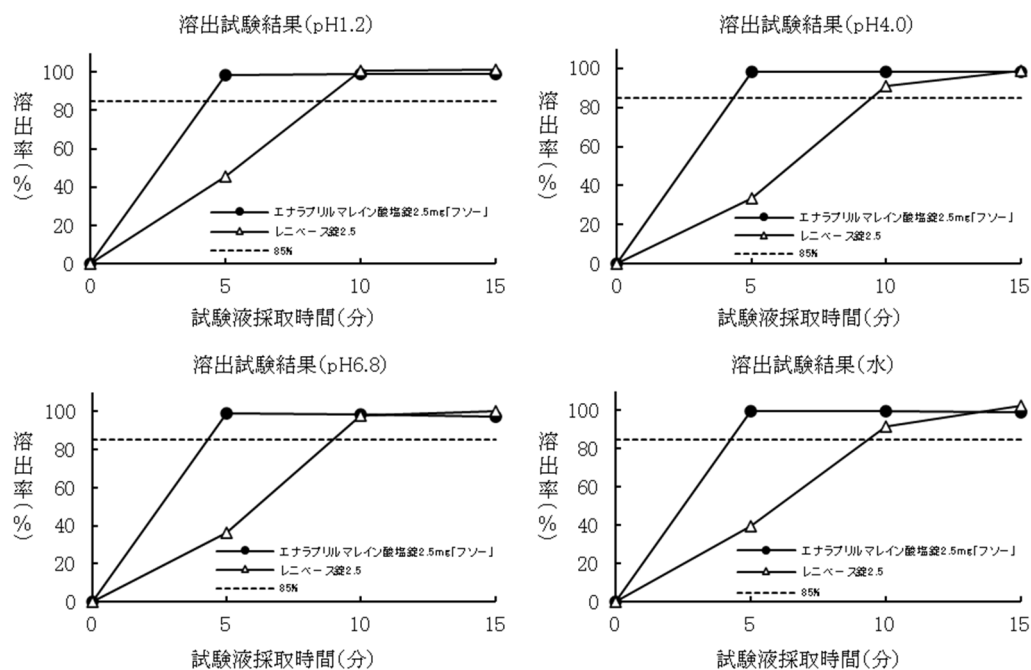 溶出試験結果(pH1.2)
溶出率(%)
100
80
60
40
20
0
エナラプリルマレイン酸塩錠2.5mg「フソー」
レニベース錠2.5
85%
0 5 10 15
試験液採取時間(分)
溶出試験結果(pH4.0)
溶出率(%)
100
80
60
40
20
0
エナラプリルマレイン酸塩錠2.5mg「フソー」
レニベース錠2.5
85%
0 5 10 15
試験液採取時間(分)
溶出試験結果(pH6.8)
溶出率(%)
100
80
60
40
20
0
エナラプリルマレイン酸塩錠2.5mg「フソー」
レニベース錠2.5
85%
0 5 10 15
試験液採取時間(分)
溶出試験結果(水)
溶出率(%)
100
80
60
40
20
0
エナラプリルマレイン酸塩錠2.5mg「フソー」
レニベース錠2.5
85%
0 5 10 15
試験液採取時間(分)